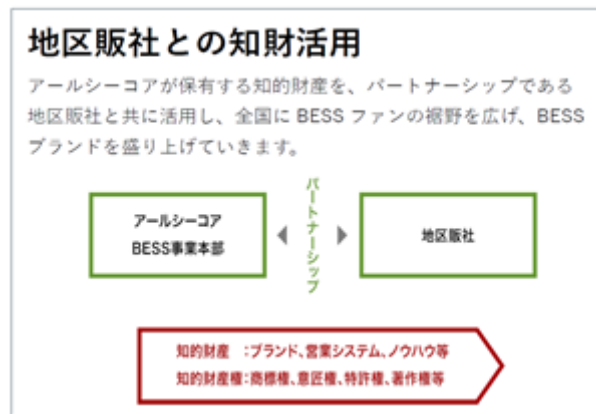 地区販社との知財活用
アールシーコアが保有する知的財産を、パートナーシップである
地区販社と共に活用し、全国に BESS ファンの裾野を広げ、BESS
ブランドを盛り上げていきます。
アールシーコア
BESS事業本部
パートナーシップ
地区販社
知的財産　:ブランド、営業システム、ノウハウ等
知的財産権:商標権、意匠権、特許権、著作権等